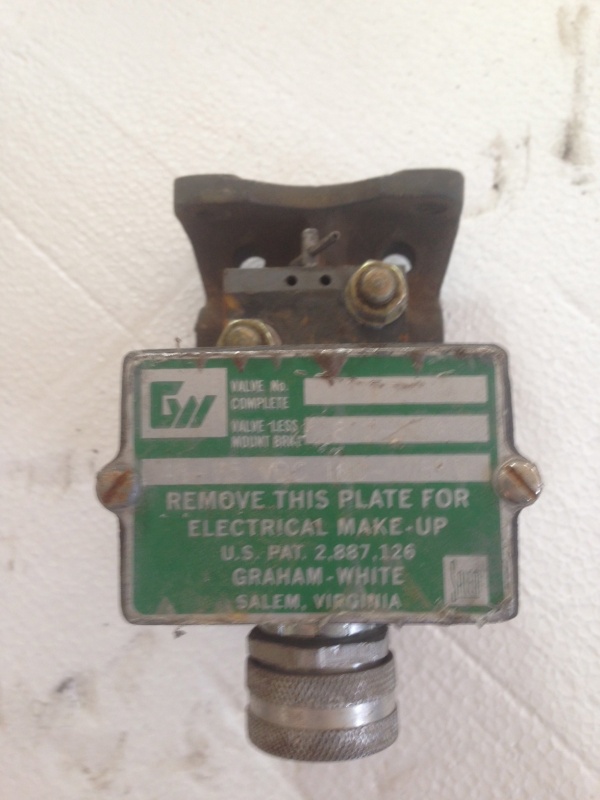 GW
VALVE No.
COMPLETE
VALVE-LESS
MOUNT BRKT
REMOVE THIS PLATE FOR
ELECTRICAL MAKE-UP
U.S. PAT. 2,887,126
GRAHAM-WHITE
SALEM, VIRGINIA